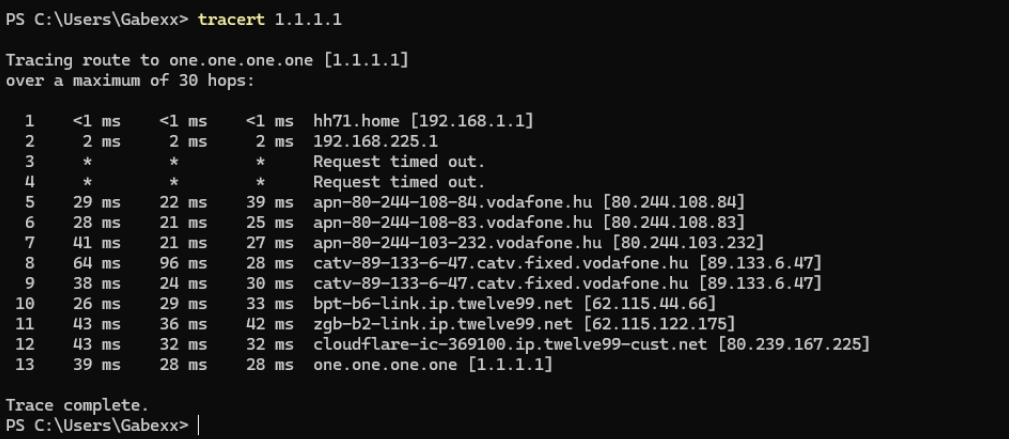 PS C:\Users\Gabexx> tracert 1.1.1.1
Tracing route to one.one.one.one [1.1.1.1]
over a maximum of 30 hops:
1 <1 ms <1 ms <1 ms hh71.home [192.168.1.1]
2 2 ms 2 ms 2 ms 192.168.225.1
3 * * * Request timed out.
4 * * * Request timed out.
5 29 ms 22 ms 39 ms apn-80-244-108-84.vodafone.hu [80.244.108.84]
6 28 ms 21 ms 25 ms apn-80-244-108-83.vodafone.hu [80.244.108.83]
7 41 ms 21 ms 27 ms apn-80-244-103-232.vodafone.hu [80.244.103.232]
8 64 ms 96 ms 28 ms catv-89-133-6-47.catv.fixed.vodafone.hu [89.133.6.47]
9 38 ms 24 ms 30 ms catv-89-133-6-47.catv.fixed.vodafone.hu [89.133.6.47]
10 26 ms 29 ms 33 ms bpt-b6-link.ip.twelve99.net [62.115.44.66]
11 43 ms 36 ms 42 ms zgb-b2-link.ip.twelve99.net [62.115.122.175]
12 43 ms 32 ms 32 ms cloudflare-ic-369100.ip.twelve99-cust.net [80.239.167.225]
13 39 ms 28 ms 28 ms one.one.one.one [1.1.1.1]
Trace complete.
PS C:\Users\Gabexx>